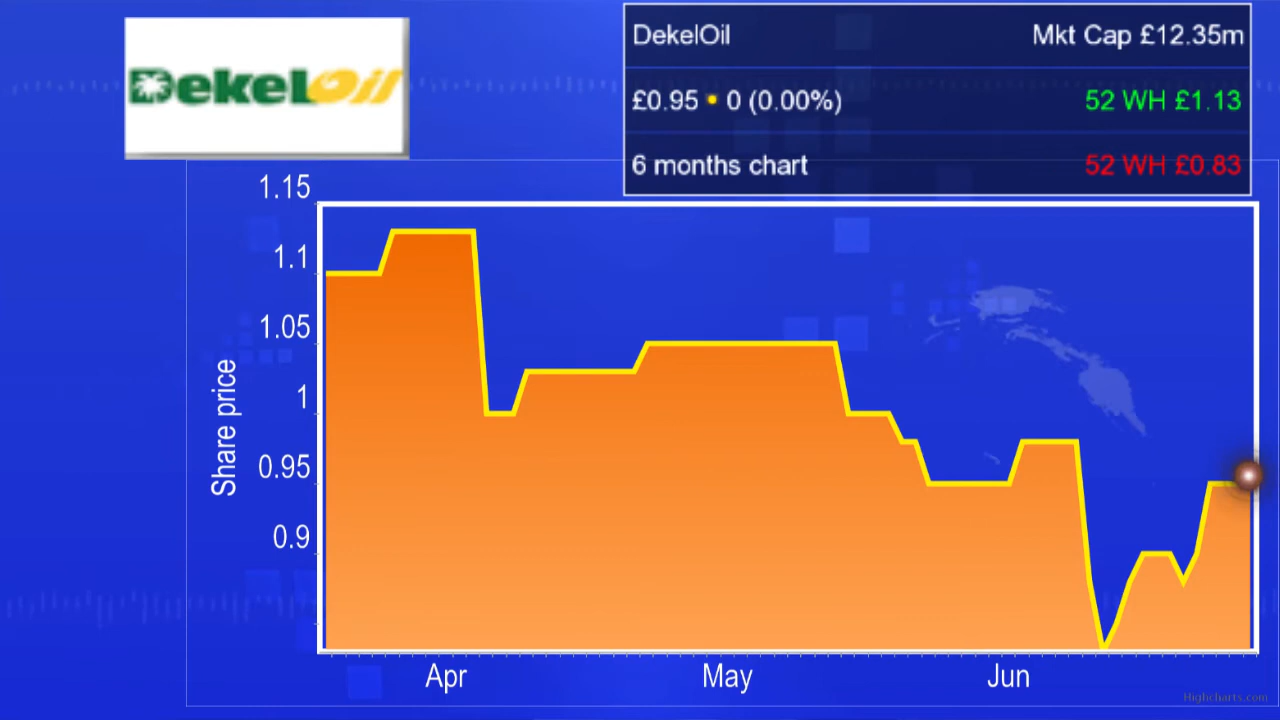 DekelOil
DekelOil
Mkt Cap £12.35m
£0.95 • 0 (0.00%)
52 WH £1.13
6 months chart
52 WH £0.83
1.15
1.1
1.05
1
0.95
0.9
Share price
Apr
May
Jun
Highcharts.com